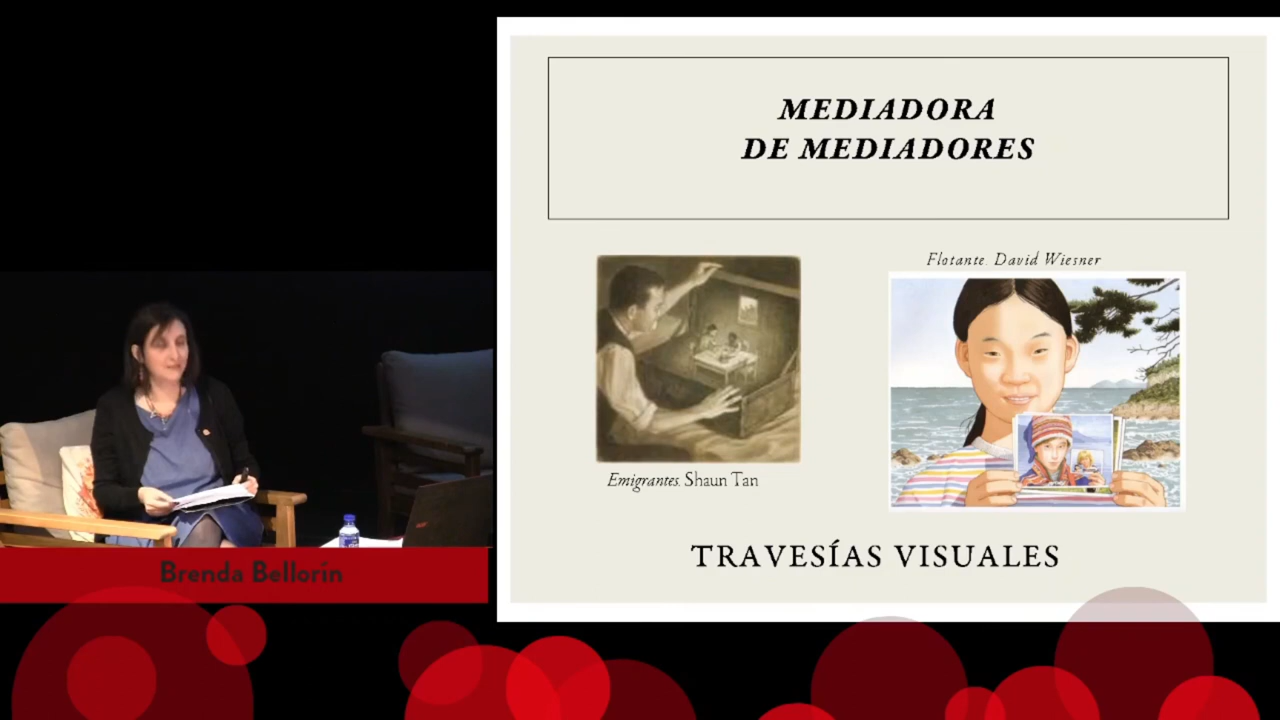 MEDIADORA
DE MEDIADORES
Flotante. David Wiesner
Emigrantes. Shaun Tan
TRAVESÍAS VISUALES
Brenda Bellorín